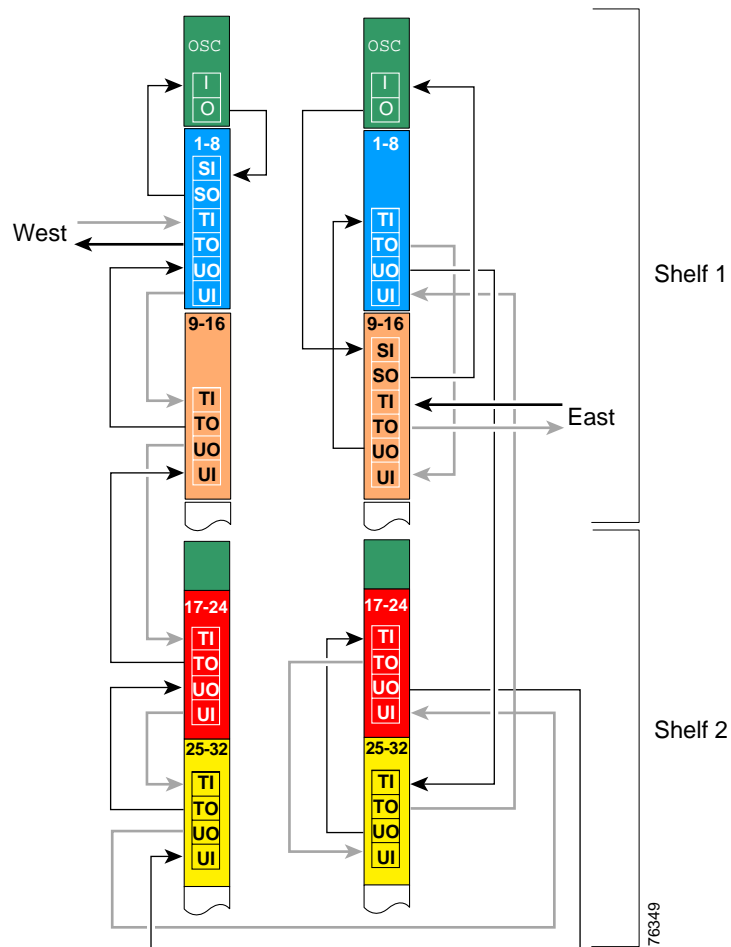 OSC
I
O
1-8
SI
SO
TI
TO
UO
UI
9-16
TI
TO
UO
UI
West
OSC
I
O
1-8
TI
TO
UO
UI
9-16
SI
SO
TI
TO
UO
UI
East
Shelf 1
17-24
TI
TO
UO
UI
25-32
TI
TO
UO
UI
17-24
TI
TO
UO
UI
25-32
TI
TO
UO
UI
Shelf 2
76349